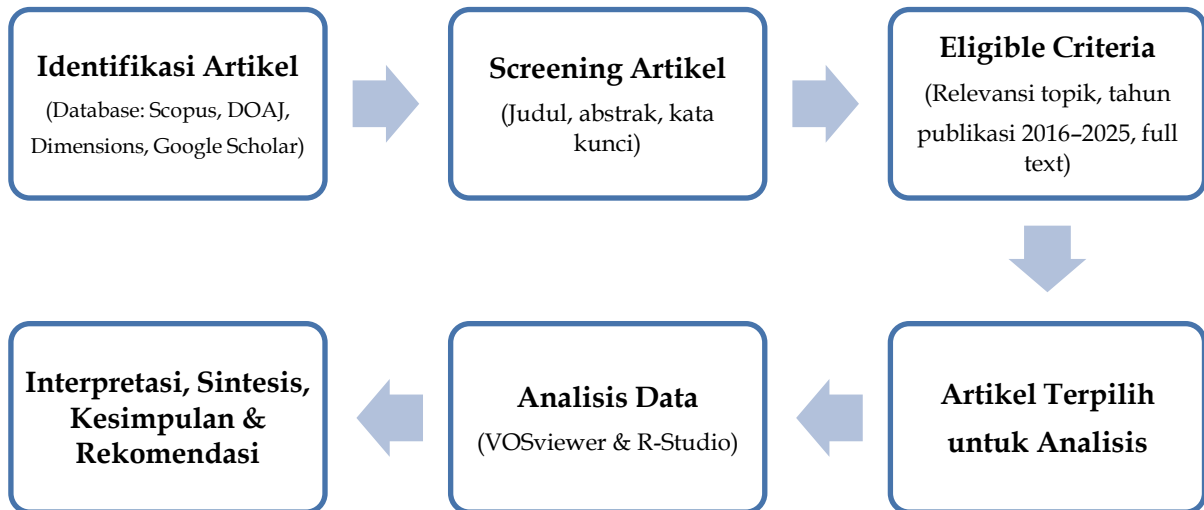 Identifikasi Artikel
(Database: Scopus, DOAJ,
Dimensions, Google Scholar)
Screening Artikel
(Judul, abstrak, kata
kunci)
Eligible Criteria
(Relevansi topik, tahun
publikasi 2016–2025, full
text)
Artikel Terpilih
untuk Analisis
Analisis Data
(VOSviewer & R-Studio)
Interpretasi, Sintesis,
Kesimpulan &
Rekomendasi